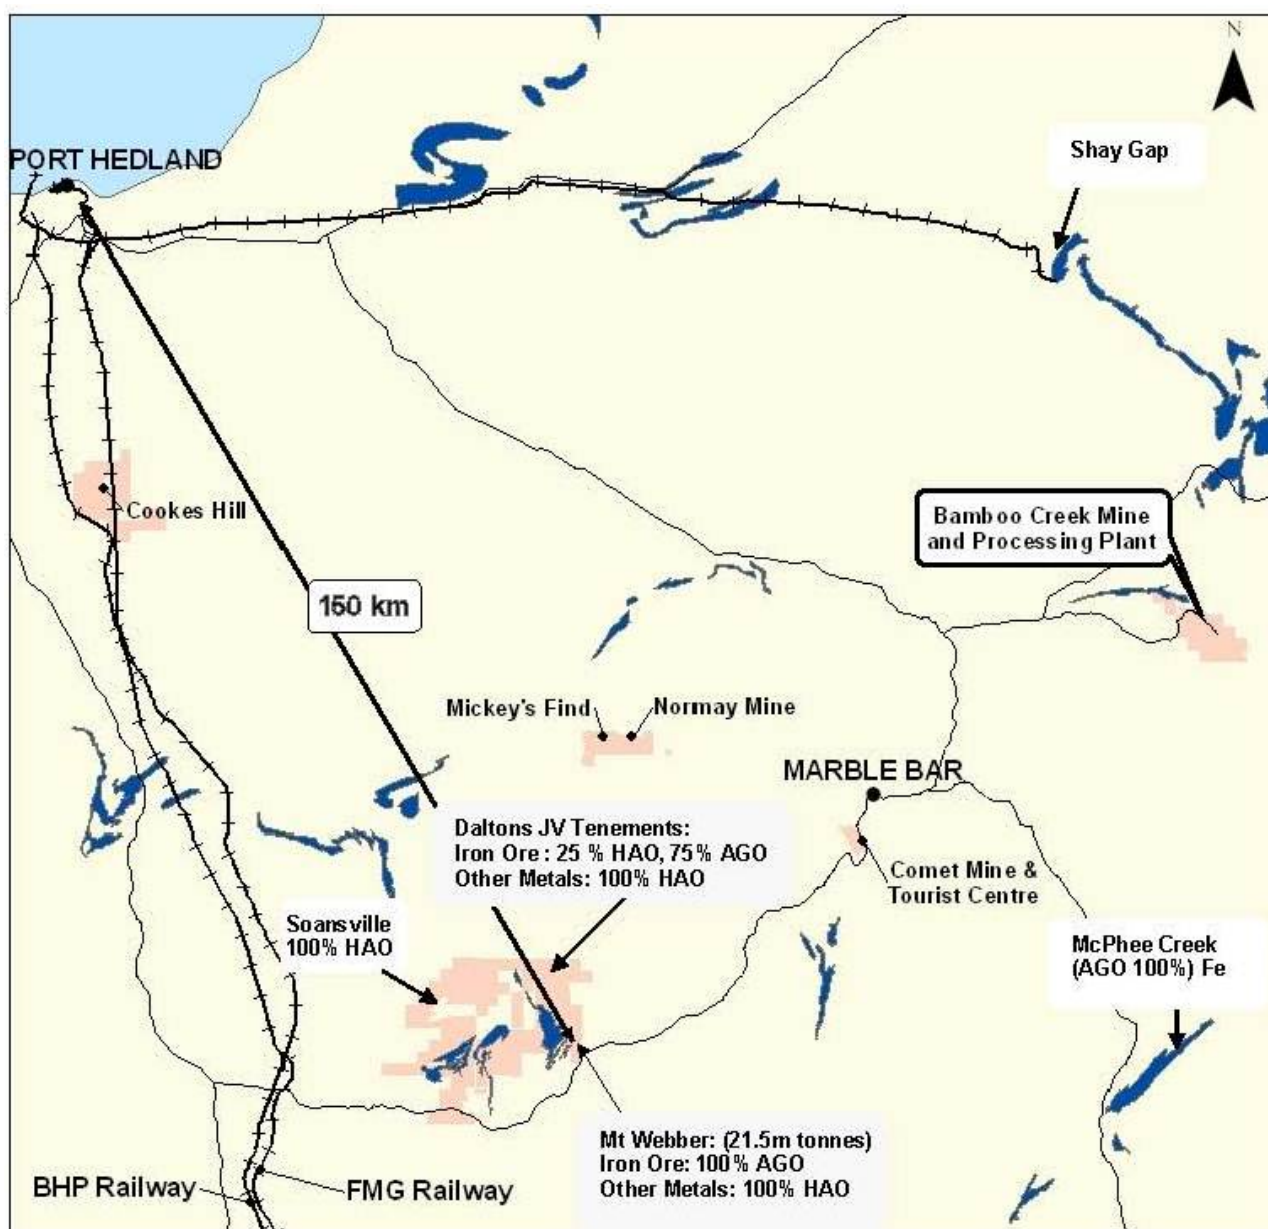 N
Shay Gap
PORT HEDLAND
Cookes Hill
Bamboo Creek Mine
and Processing Plant
150 km
Mickey's Find
Normay Mine
MARBLE BAR
Daltons JV Tenements:
Iron Ore : 25 % HAO, 75% AGO
Other Metals: 100% HAO
Comet Mine &
Tourist Centre
Soansville
100% HAO
McPhee Creek
(AGO 100%) Fe
Mt Webber: (21.5m tonnes)
Iron Ore: 100% AGO
Other Metals: 100% HAO
BHP Railway
FMG Railway